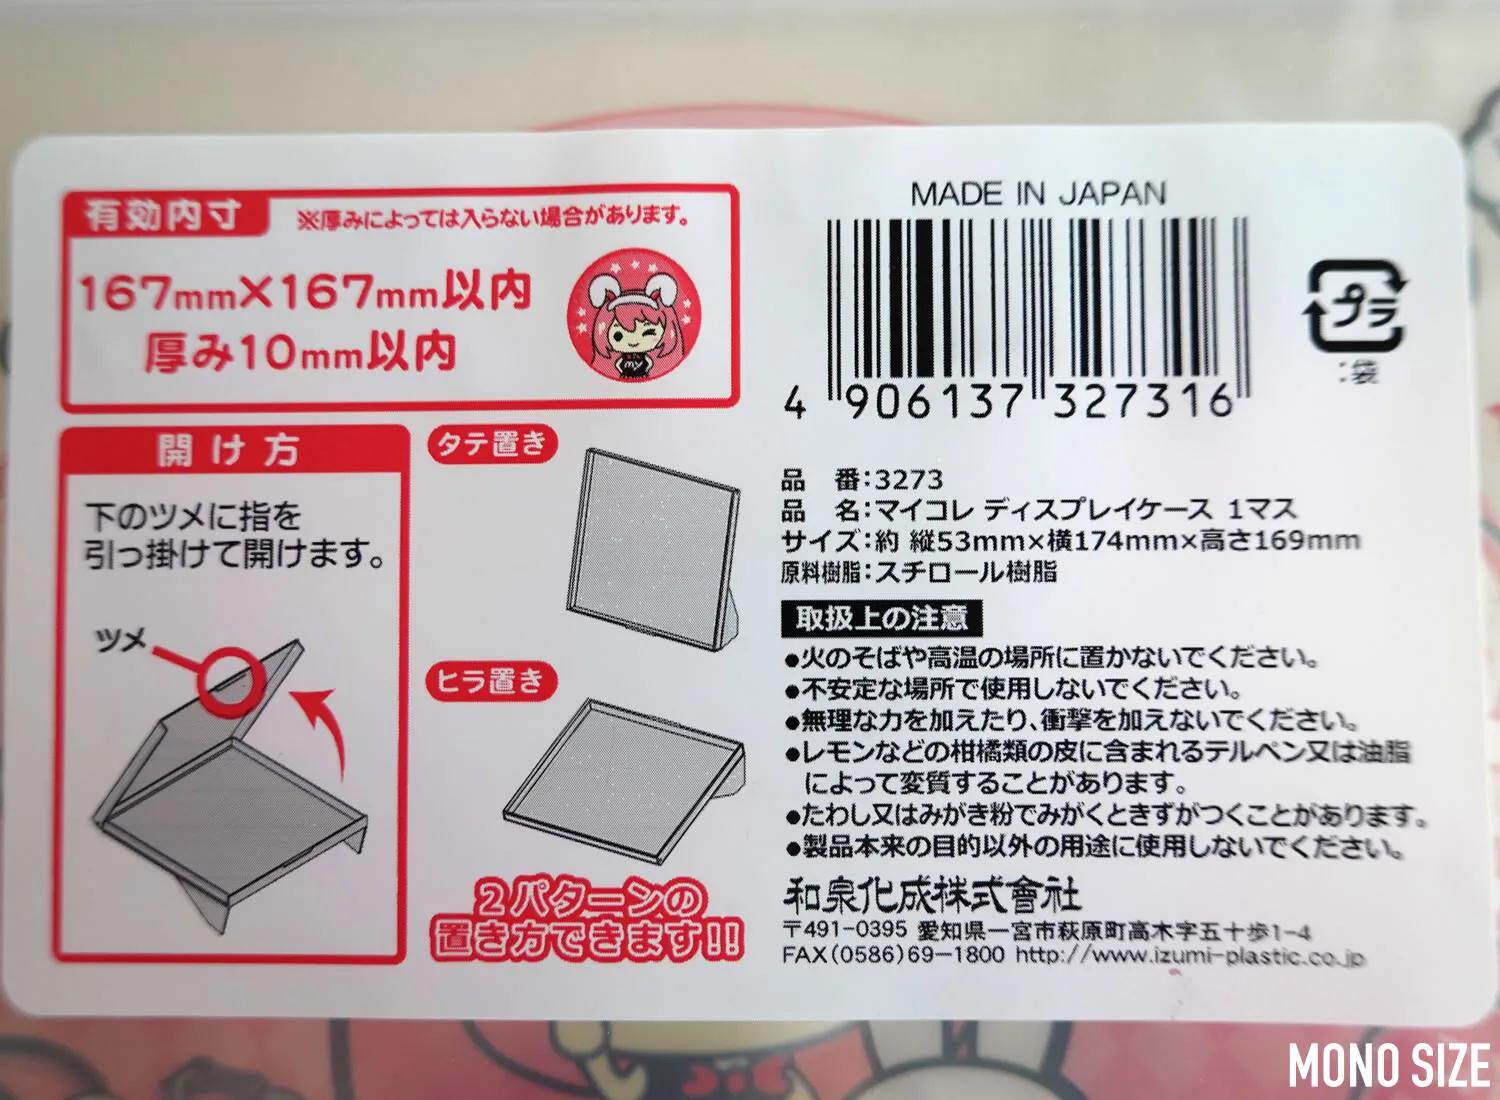 有効内寸
※厚みによっては入らない場合があります。
167mm×167mm以内
厚み10mm以内
my
開け方
下のツメに指を
引っ掛けて開けます。
ツメ
タテ置き
ヒラ置き
2パターンの
置き方できます!!
MADE IN JAPAN
4 906137 327316
プラ
:袋
品 番:3273
品 名:マイコレ ディスプレイケース 1マス
サイズ:約 縦53mm×横174mm×高さ169mm
原料樹脂:スチロール樹脂
取扱上の注意
●火のそばや高温の場所に置かないでください。
●不安定な場所で使用しないでください。
●無理な力を加えたり、衝撃を加えないでください。
●レモンなどの柑橘類の皮に含まれるテルペン又は油脂
によって変質することがあります。
●たわし又はみがき粉でみがくときずがつくことがあります。
●製品本来の目的以外の用途に使用しないでください。
和泉化成株式會社
〒491-0395 愛知県一宮市萩原町高木字五十歩1-4
FAX(0586)69-1800 http://www.izumi-plastic.co.jp
MONO SIZE